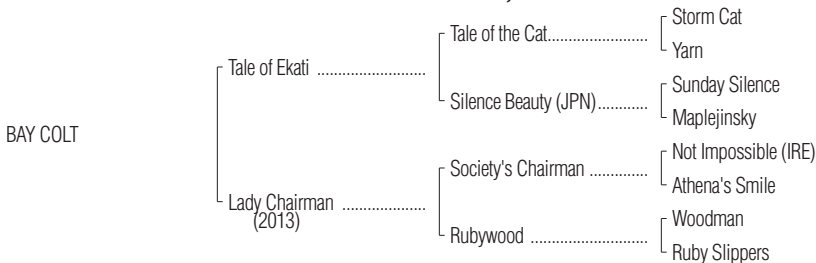 Storm Cat
Tale of the Cat.......................
Yarn
Tale of Ekati .........................
Sunday Silence
Silence Beauty (JPN)............
Maplejinsky
BAY COLT
Not Impossible (IRE)
Society's Chairman ..............
Athena's Smile
Lady Chairman ...................
(2013)
Woodman
Rubywood ...........................
Ruby Slippers